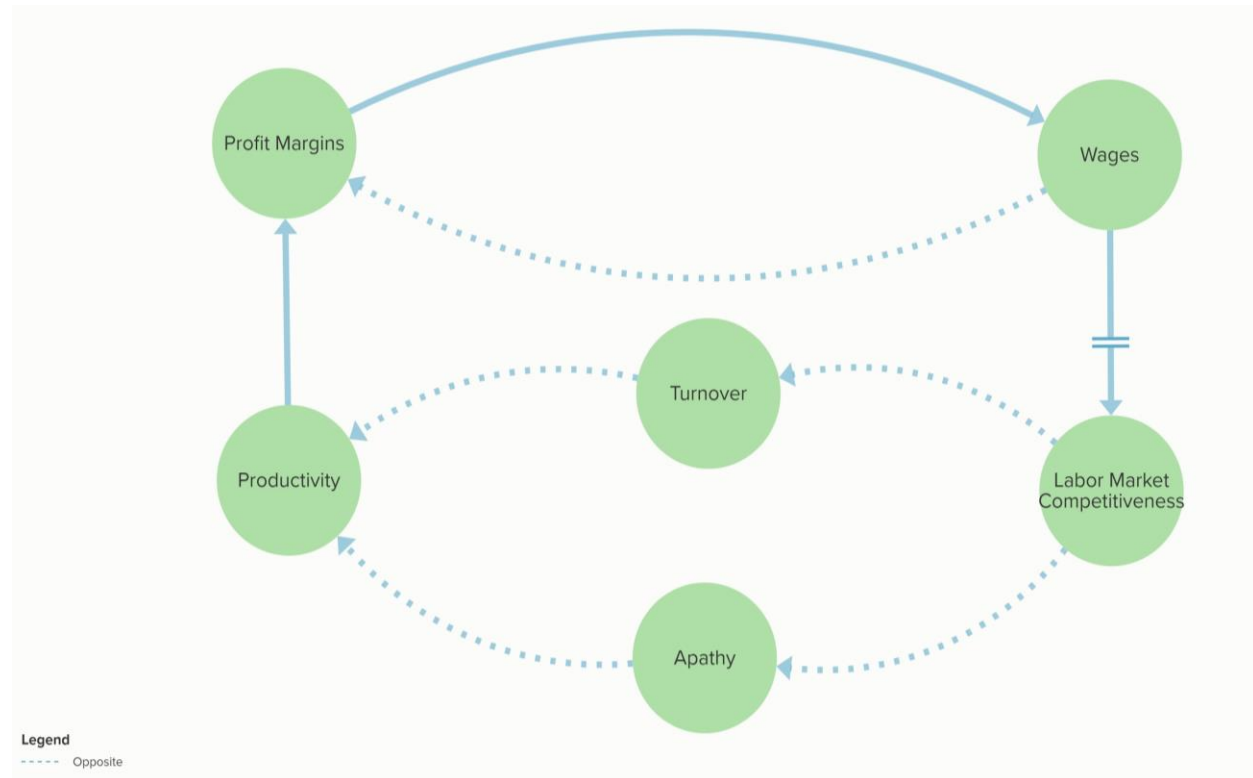 Profit Margins
Wages
Turnover
Productivity
Labor Market
Competitiveness
Apathy
Legend
Opposite